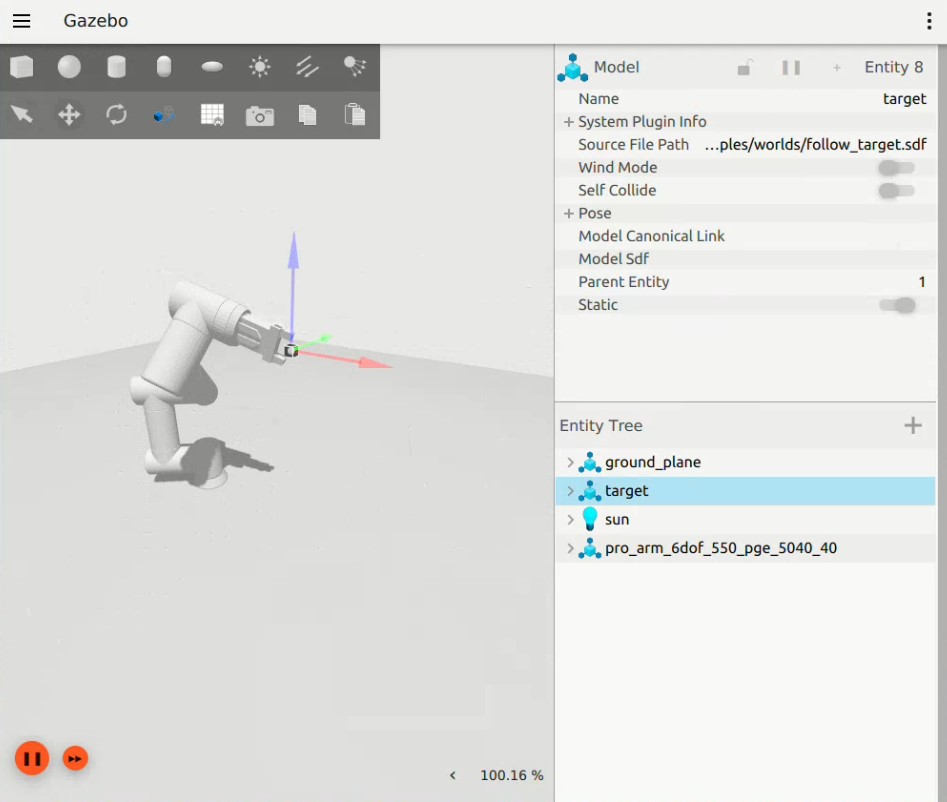 Gazebo
Model
Entity 8
Name target
System Plugin Info
Source File Path ...ples/worlds/follow_target.sdf
Wind Mode
Self Collide
Pose
Model Canonical Link
Model Sdf
Parent Entity 1
Static
Entity Tree
ground_plane
target
sun
pro_arm_6dof_550_pge_5040_40
100.16 %